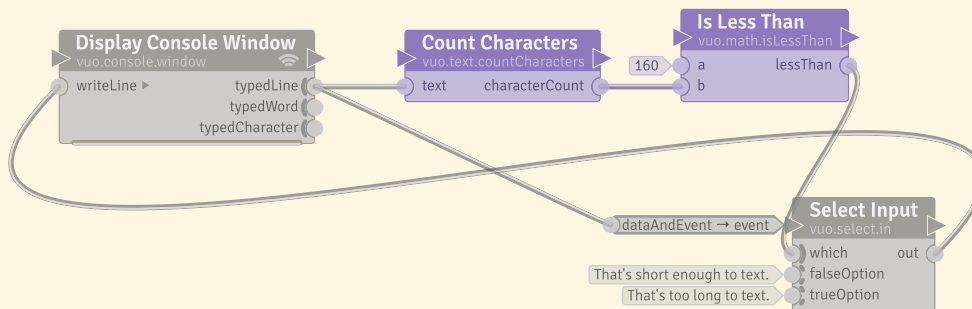 Display Console Window
vuo.console.window
writeLine
typedLine
typedWord
typedCharacter
Count Characters
vuo.text.countCharacters
text
characterCount
Is Less Than
vuo.math.isLessThan
160
a
lessThan
b
dataAndEvent → event
Select Input
vuo.select.in
which
out
That's short enough to text.
falseOption
That's too long to text.
trueOption